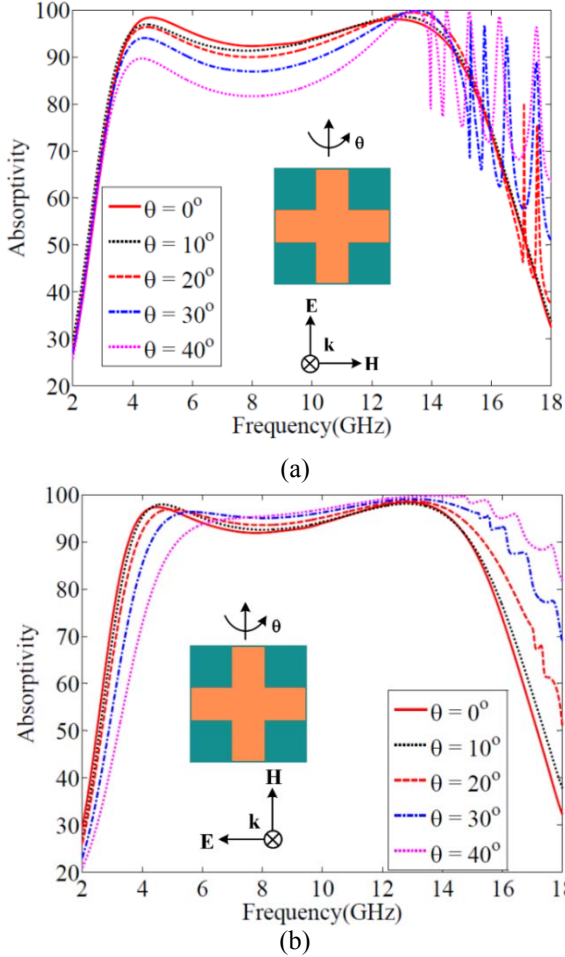 100
90
80
70
60
50
40
30
20
Absorptivity
θ
θ = 0°
θ = 10°
θ = 20°
θ = 30°
θ = 40°
E
k
H
2 4 6 8 10 12 14 16 18
Frequency(GHz)
(a)
100
90
80
70
60
50
40
30
20
Absorptivity
θ
θ = 0°
θ = 10°
θ = 20°
θ = 30°
θ = 40°
H
k
E
2 4 6 8 10 12 14 16 18
Frequency(GHz)
(b)